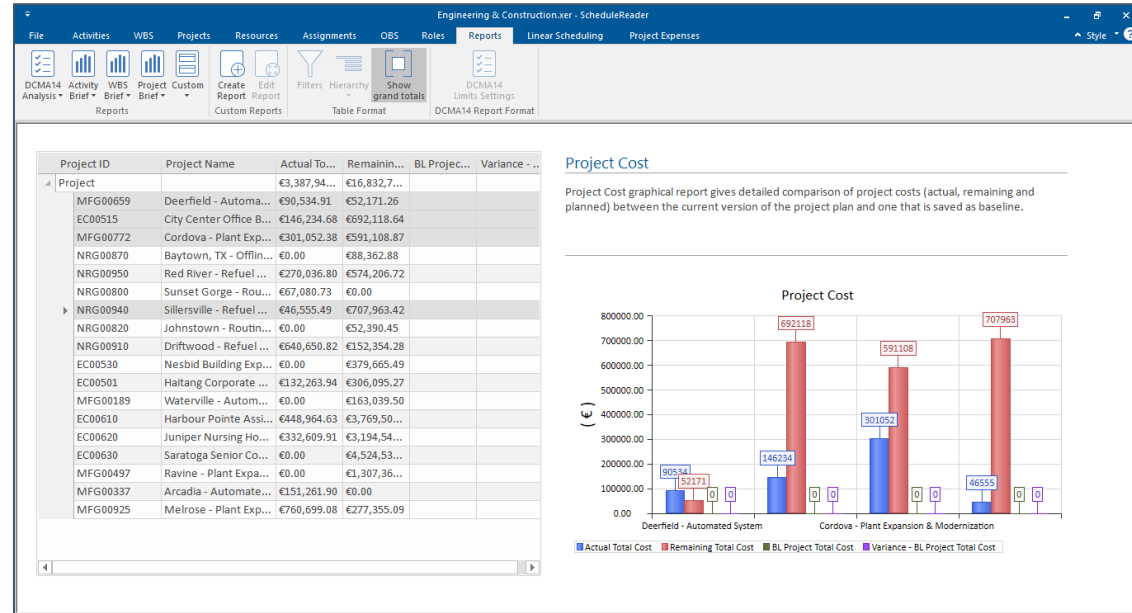 Engineering & Construction.xer - ScheduleReader
File Activities WBS Projects Resources Assignments OBS Roles Reports Linear Scheduling Project Expenses Style
DCMA14 Analysis Activity Brief WBS Brief Project Brief Custom Create Report Edit Report Filters Hierarchy Show grand totals DCMA14 Limits Settings
Reports Custom Reports Table Format DCMA14 Report Format
Project ID Project Name Actual To... Remainin... BL Projec... Variance - ..
Project €3,387,94... €16,832,7...
MFG00659 Deerfield - Automa... €90,534.91 €52,171.26
EC00515 City Center Office B... €146,234.68 €692,118.64
MFG00772 Cordova - Plant Exp... €301,052.38 €591,108.87
NRG00870 Baytown, TX - Offlin... €0.00 €88,362.88
NRG00950 Red River - Refuel ... €270,036.80 €574,206.72
NRG00800 Sunset Gorge - Rou... €67,080.73 €0.00
NRG00940 Sillersville - Refuel ... €46,555.49 €707,963.42
NRG00820 Johnstown - Routin... €0.00 €52,390.45
NRG00910 Driftwood - Refuel ... €640,650.82 €152,354.28
EC00530 Nesbid Building Exp... €0.00 €379,665.49
EC00501 Haitang Corporate ... €132,263.94 €306,095.27
MFG00189 Waterville - Autom... €0.00 €163,039.50
EC00610 Harbour Pointe Assi... €448,964.63 €3,769,50...
EC00620 Juniper Nursing Ho... €332,609.91 €3,194,54...
EC00630 Saratoga Senior Co... €0.00 €4,524,53...
MFG00497 Ravine - Plant Expa... €0.00 €1,307,36...
MFG00337 Arcadia - Automate... €151,261.90 €0.00
MFG00925 Melrose - Plant Exp... €760,699.08 €277,355.09
Project Cost
Project Cost graphical report gives detailed comparison of project costs (actual, remaining and
planned) between the current version of the project plan and one that is saved as baseline.
Project Cost
(€)
800000.00
700000.00
600000.00
500000.00
400000.00
300000.00
200000.00
100000.00
0.00
90534 52171 0 0
146234 692118 0 0
301052 591108 0 0
46555 707963 0 0
Deerfield - Automated System Cordova - Plant Expansion & Modernization
Actual Total Cost Remaining Total Cost BL Project Total Cost Variance - BL Project Total Cost